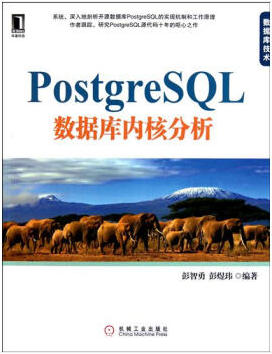 华章科技
数据库技术
系统、深入地剖析开源数据库PostgreSQL的实现机制和工作原理
作者跟踪、研究PostgreSQL源代码十年的呕心之作
PostgreSQL
数据库内核分析
彭智勇 彭煜玮◎编著
机械工业出版社
China Machine Press